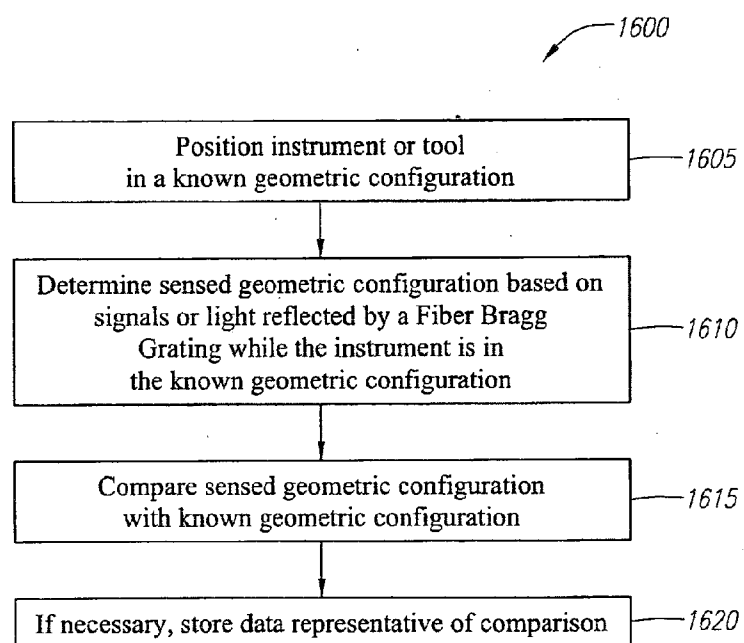 1600
Position instrument or tool
in a known geometric configuration
1605
Determine sensed geometric configuration based on
signals or light reflected by a Fiber Bragg
Grating while the instrument is in
the known geometric configuration
1610
Compare sensed geometric configuration
with known geometric configuration
1615
If necessary, store data representative of comparison
1620